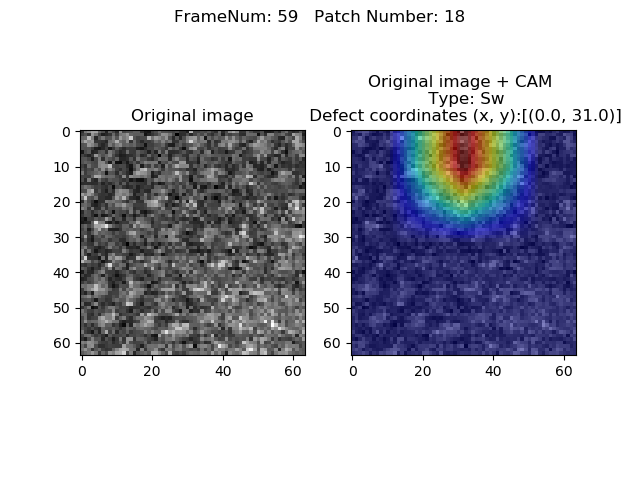 FrameNum: 59   Patch Number: 18
Original image
Original image + CAM
Type: Sw
Defect coordinates (x, y):[(0.0, 31.0)]
0
10
20
30
40
50
60
0 20 40 60
0
10
20
30
40
50
60
0 20 40 60